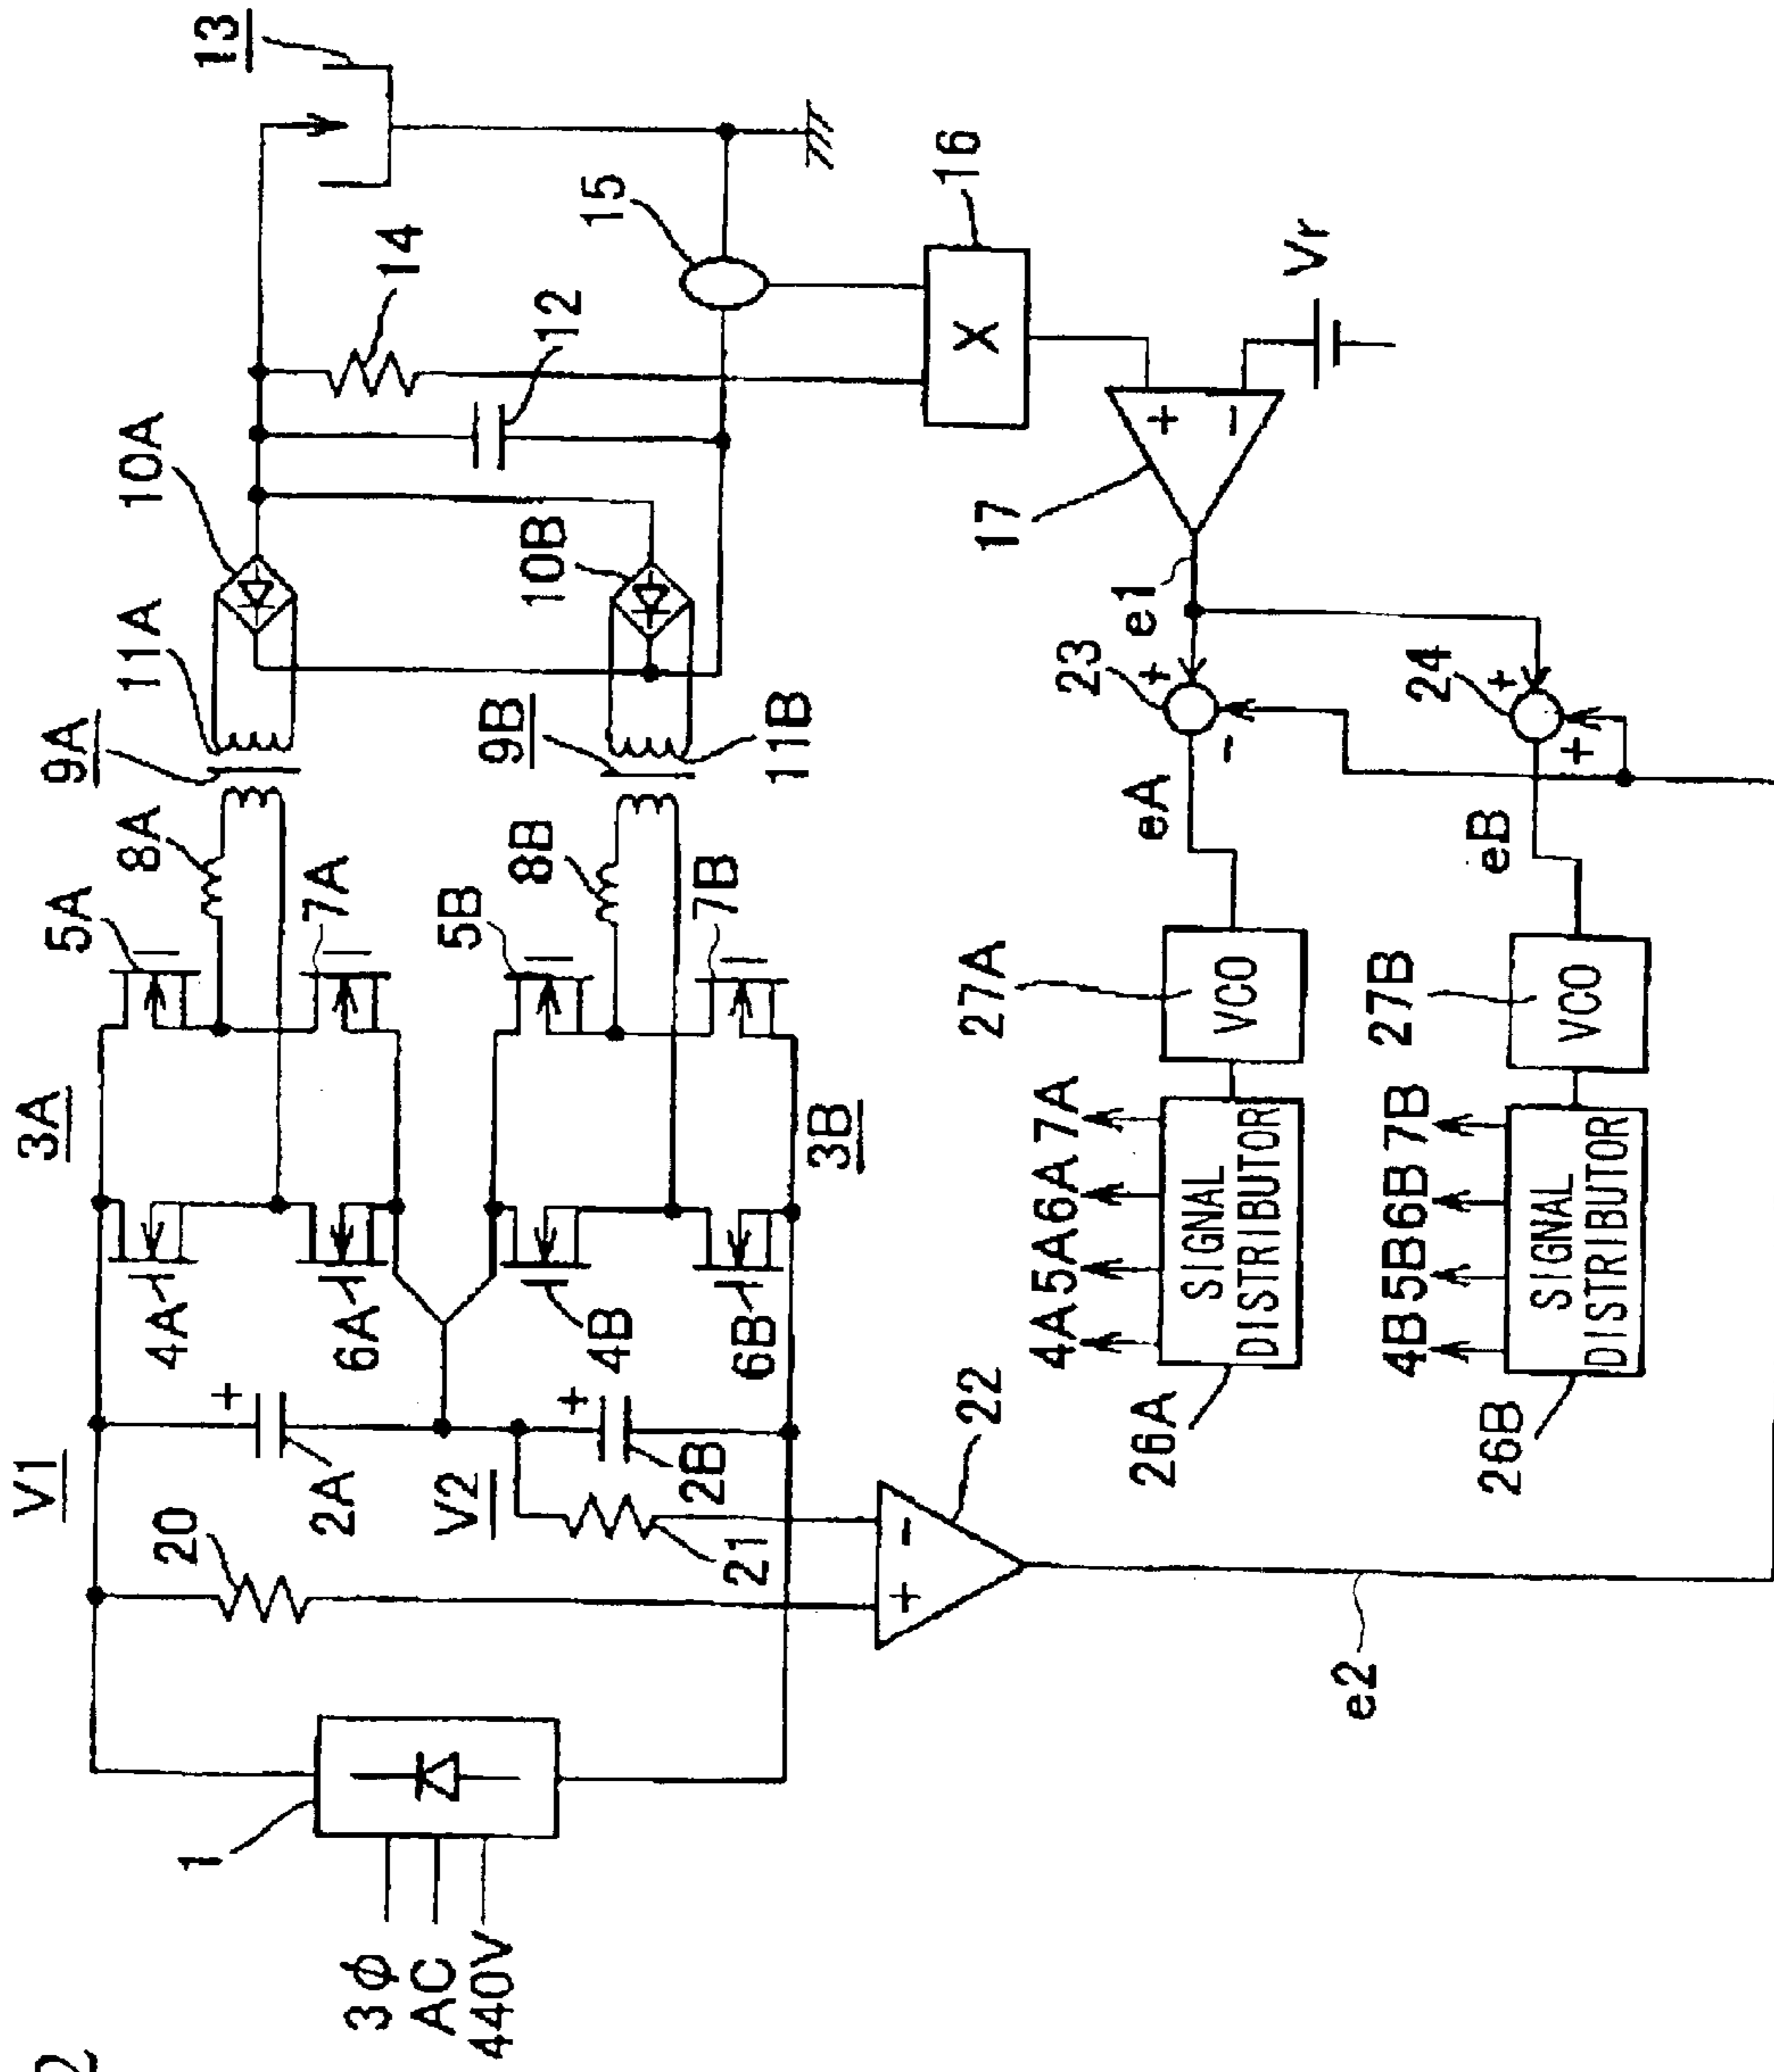 2
3φ
AC
440V
1
V1
20
2A
V2
2B
21
22
e2
3A
4A
5A
6A
7A
8A
9A
11A
10A
4B
5B
6B
7B
3B
8B
9B
11B
10B
12
14
13
15
16
X
17
+
-
Vr
e1
23
+
-
24
+
+
eA
eB
27A
VCO
27B
VCO
4A 5A 6A 7A
SIGNAL
DISTRIBUTOR
26A
4B 5B 6B 7B
SIGNAL
DISTRIBUTOR
26B
+
+
+
-